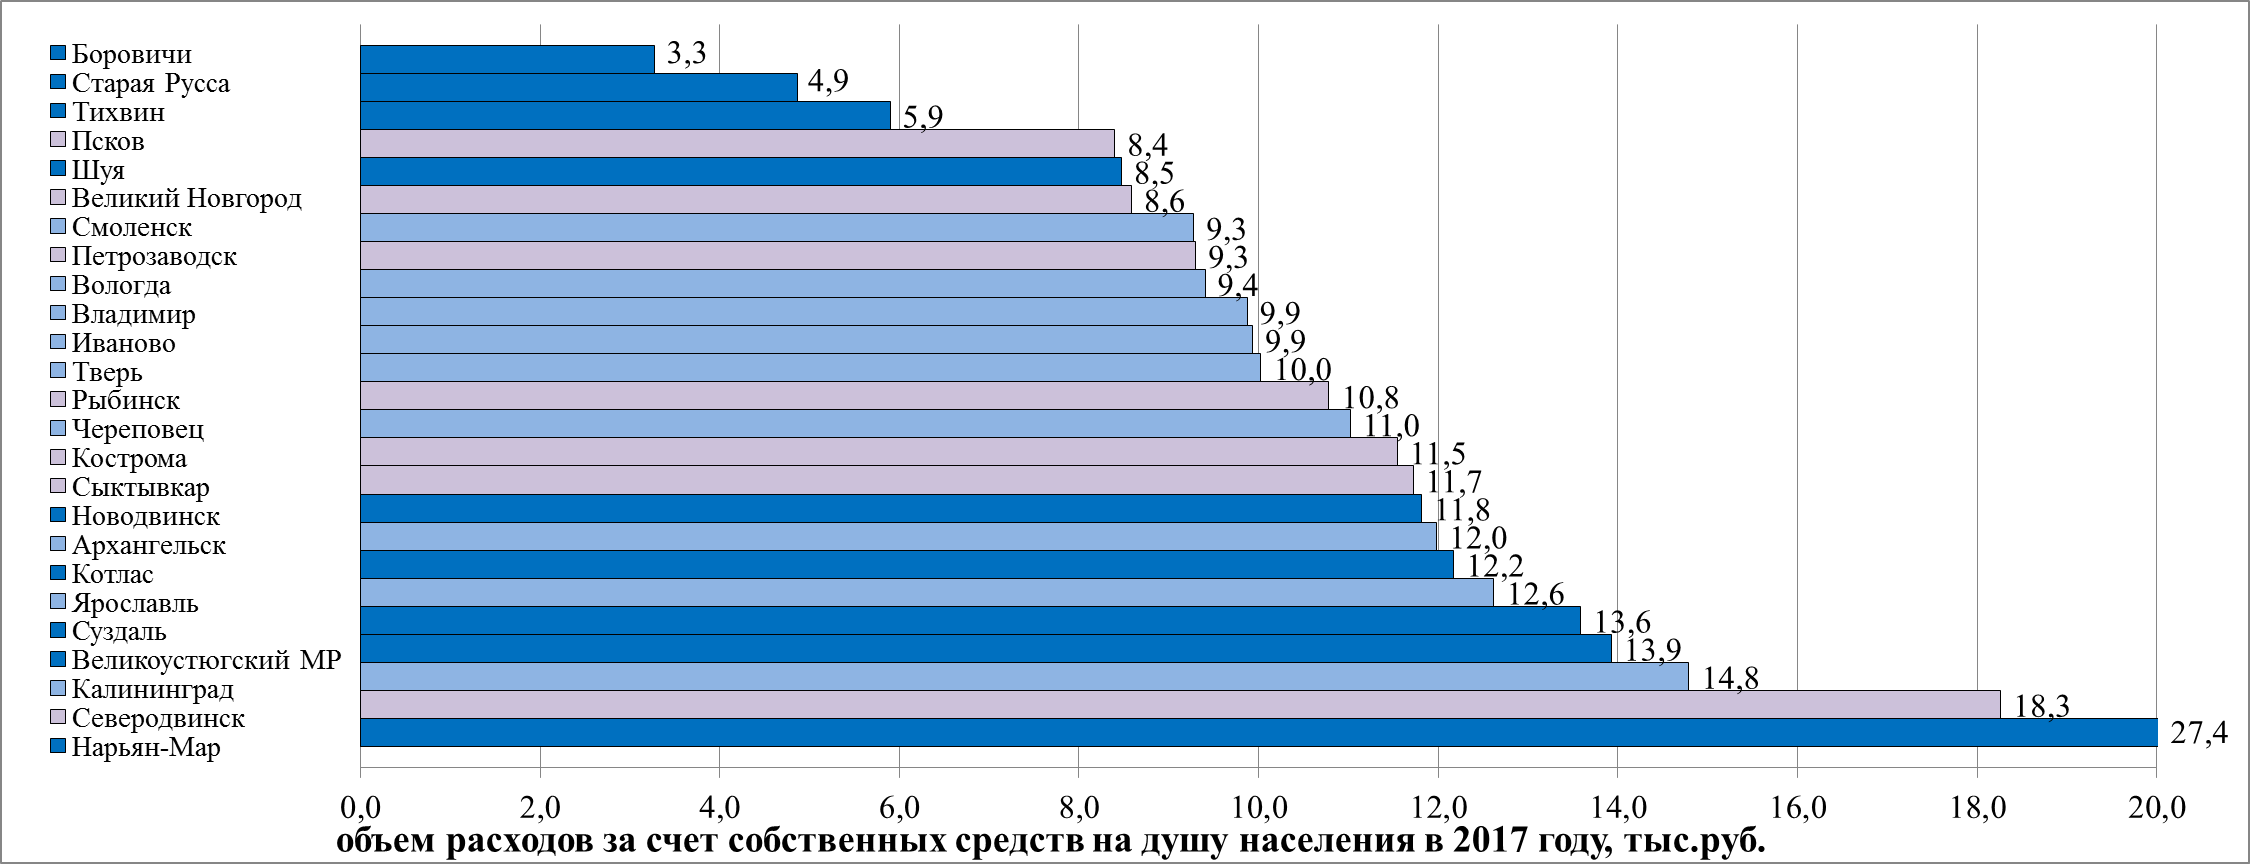 Боровичи 3,3
Старая Русса 4,9
Тихвин 5,9
Псков 8,4
Шуя 8,5
Великий Новгород 8,6
Смоленск 9,3
Петрозаводск 9,3
Вологда 9,4
Владимир 9,9
Иваново 9,9
Тверь 10,0
Рыбинск 10,8
Череповец 11,0
Кострома 11,5
Сыктывкар 11,7
Новодвинск 11,8
Архангельск 12,0
Котлас 12,2
Ярославль 12,6
Суздаль 13,6
Великоустюгский МР 13,9
Калининград 14,8
Северодвинск 18,3
Нарьян-Мар 27,4
0,0 2,0 4,0 6,0 8,0 10,0 12,0 14,0 16,0 18,0 20,0
объем расходов за счет собственных средств на душу населения в 2017 году, тыс.руб.